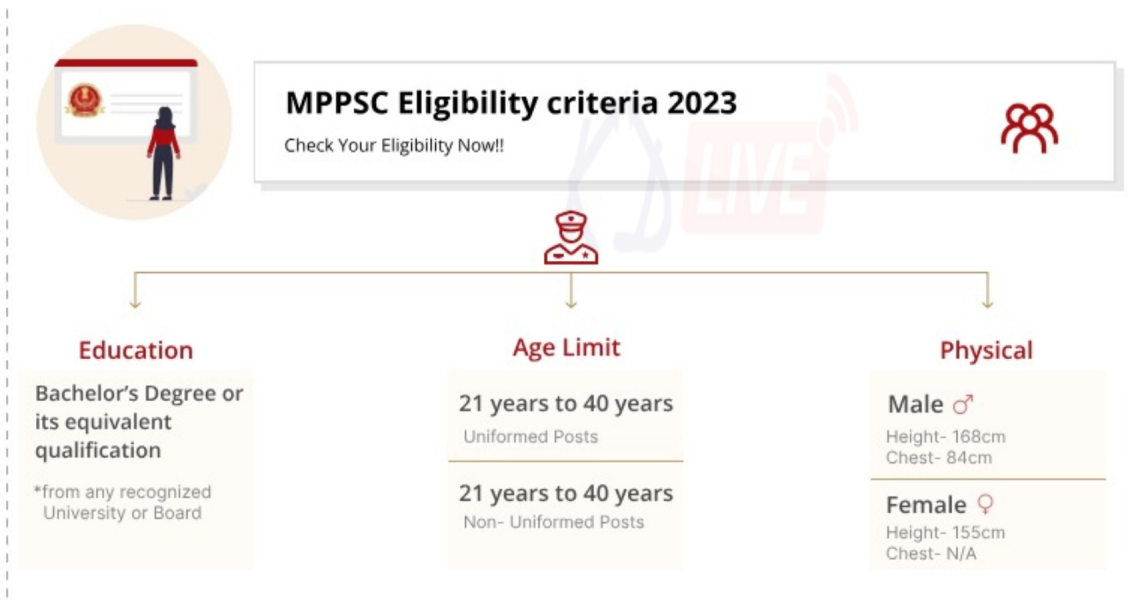 MPPSC Eligibility criteria 2023
Check Your Eligibility Now!!
LIVE
Education
Bachelor's Degree or
its equivalent
qualification
*from any recognized
University or Board
Age Limit
21 years to 40 years
Uniformed Posts
21 years to 40 years
Non- Uniformed Posts
Physical
Male ♂
Height- 168cm
Chest- 84cm
Female ♀
Height- 155cm
Chest- N/A